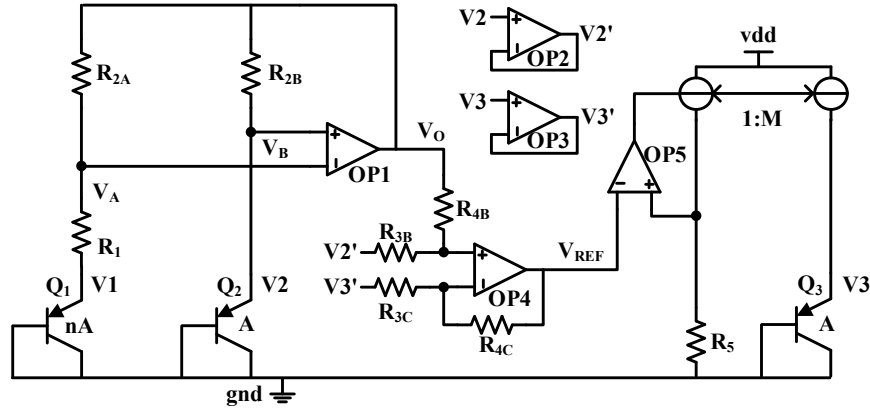 V2
V2'
OP2
vdd
R2A
R2B
V3
V3'
OP3
1:M
VO
VB
OP1
OP5
VA
R4B
R1
R3B
V2'
VREF
V3'
OP4
Q1
V1
Q2
V2
R3C
Q3
V3
nA
A
R4C
R5
A
gnd